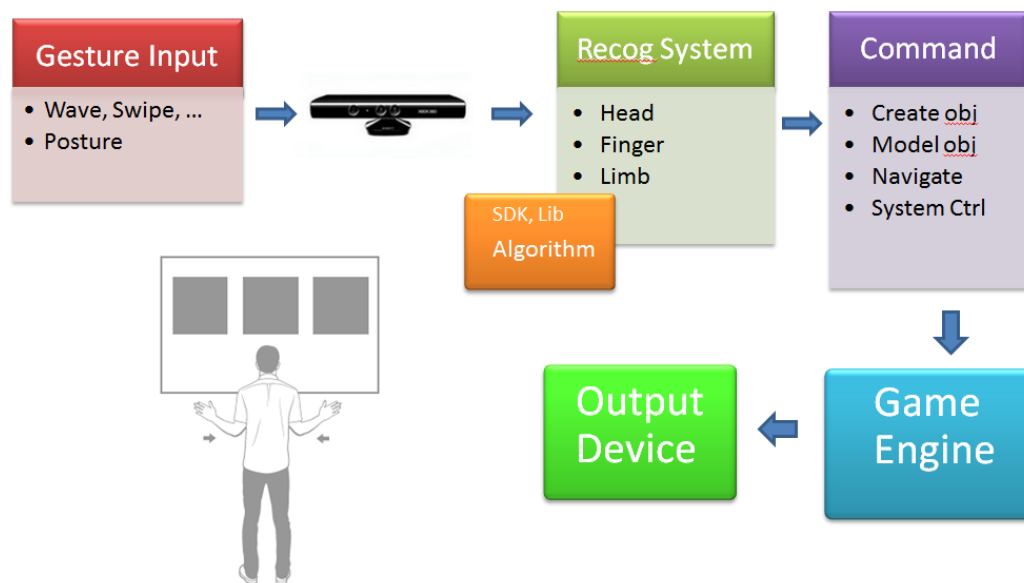 Gesture Input
• Wave, Swipe, ...
• Posture
Recog System
• Head
• Finger
• Limb
SDK, Lib
Algorithm
Command
• Create obj
• Model obj
• Navigate
• System Ctrl
Game
Engine
Output
Device